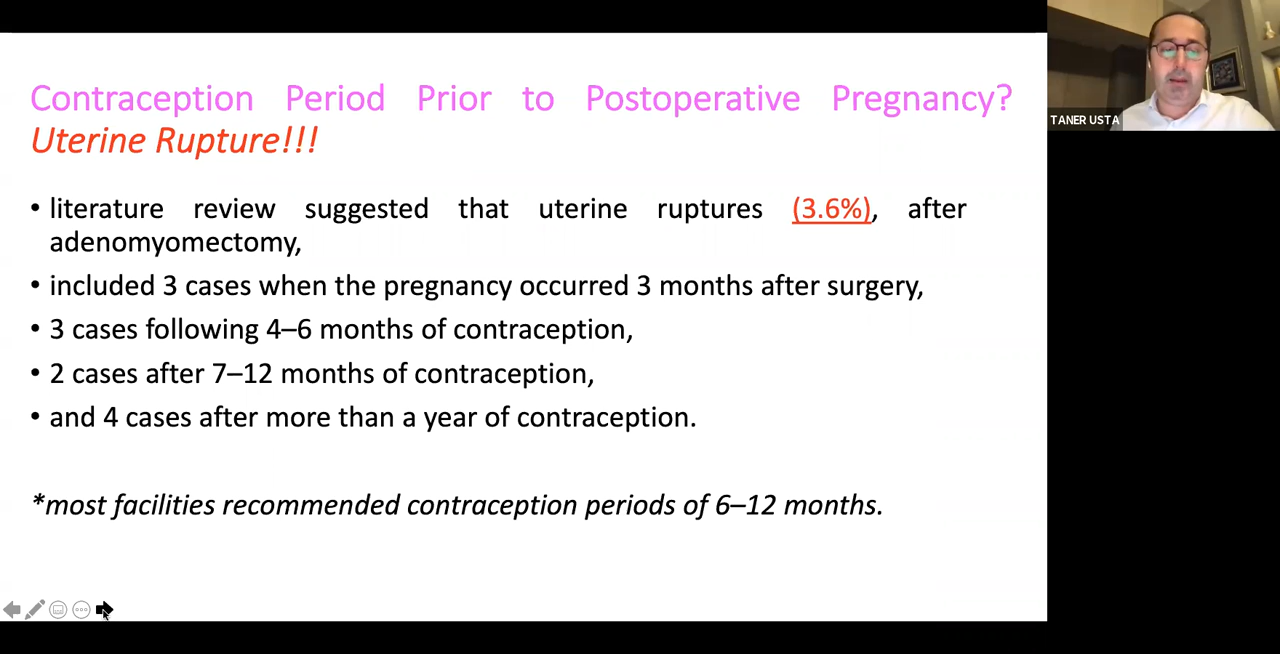 Contraception Period Prior to Postoperative Pregnancy?
Uterine Rupture!!!
• literature review suggested that uterine ruptures (3.6%), after
adenomyomectomy,
• included 3 cases when the pregnancy occurred 3 months after surgery,
• 3 cases following 4–6 months of contraception,
• 2 cases after 7–12 months of contraception,
• and 4 cases after more than a year of contraception.
*most facilities recommended contraception periods of 6–12 months.
TANER USTA